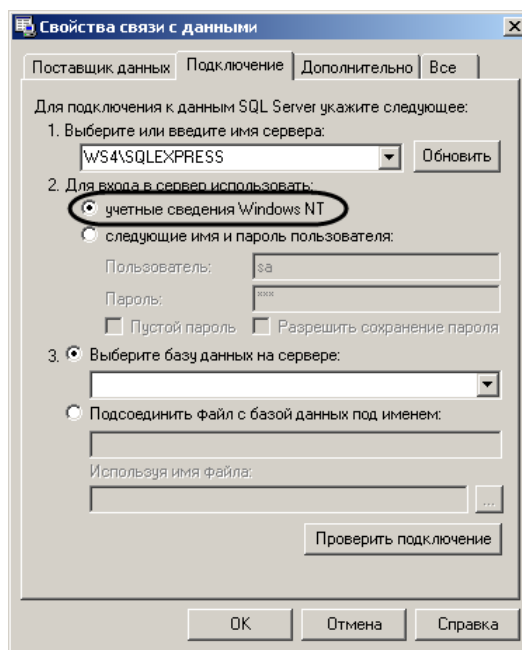 Свойства связи с данными
Поставщик данных Подключение Дополнительно Все
Для подключения к данным SQL Server укажите следующее:
1. Выберите или введите имя сервера:
WS4\SQLEXPRESS Обновить
2. Для входа в сервер использовать:
учетные сведения Windows NT
следующие имя и пароль пользователя:
Пользователь: sa
Пароль: ***
Пустой пароль Разрешить сохранение пароля
3. Выберите базу данных на сервере:
Подсоединить файл с базой данных под именем:
Используя имя файла:
...
Проверить подключение
OK Отмена Справка